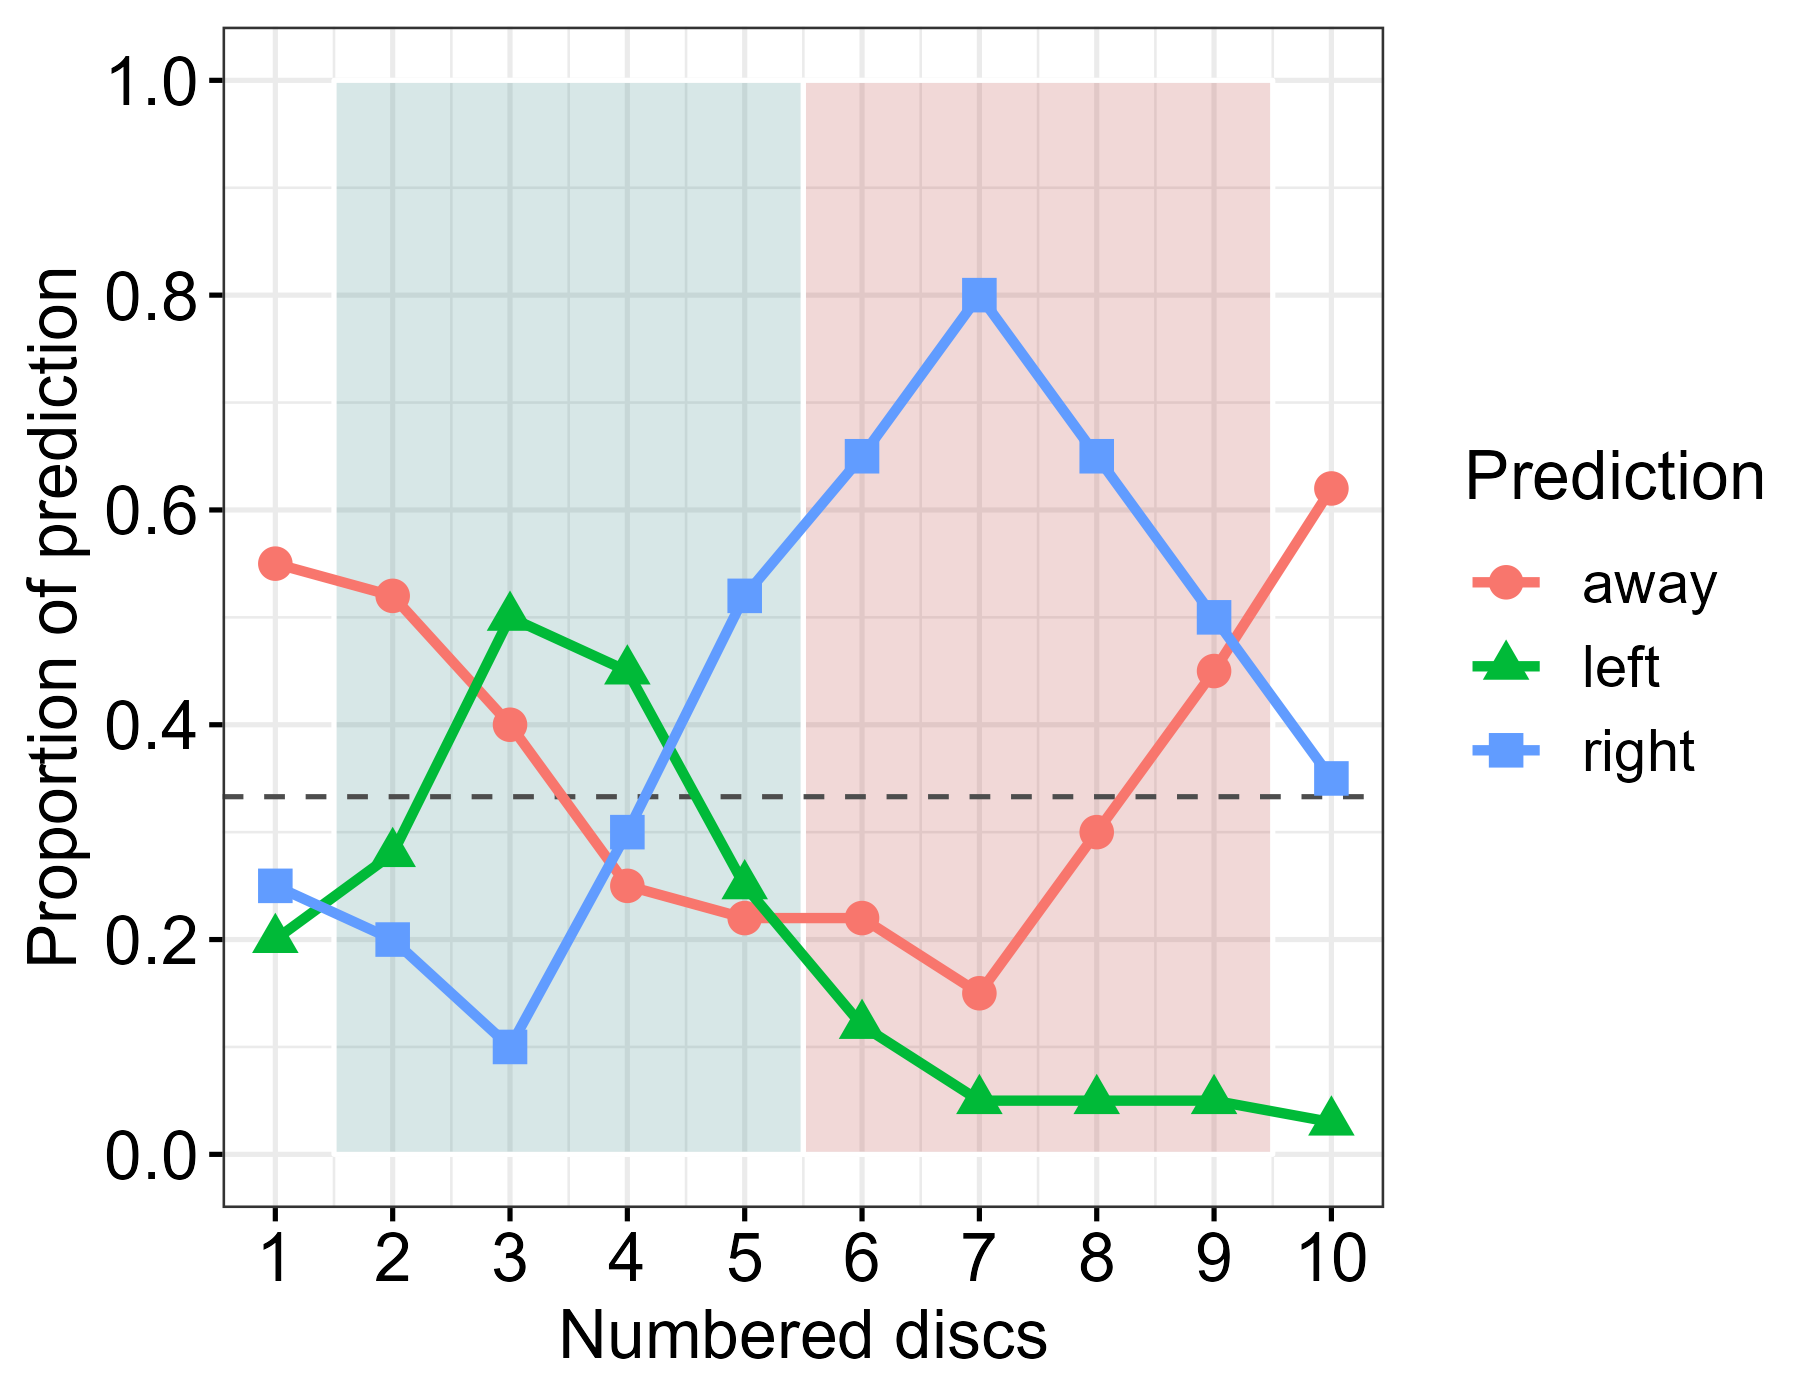 Proportion of prediction
1.0
0.8
0.6
0.4
0.2
0.0
1 2 3 4 5 6 7 8 9 10
Numbered discs
Prediction
away
left
right